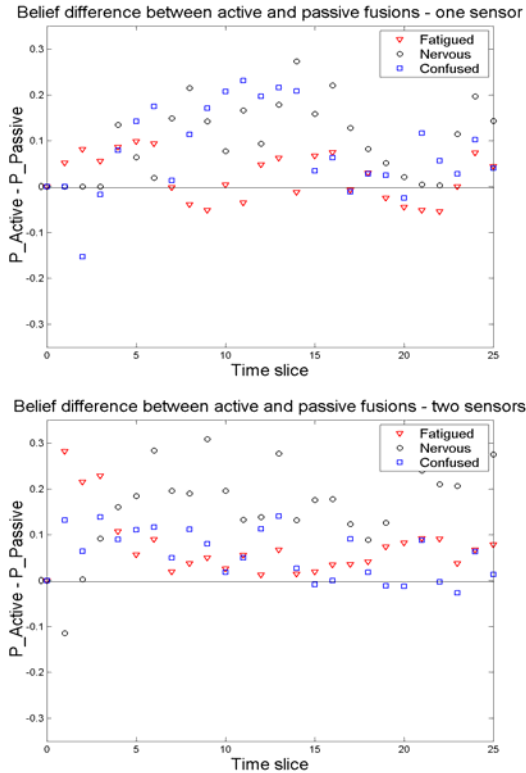 Belief difference between active and passive fusions - one sensor
Fatigued
Nervous
Confused
0.3
0.2
0.1
0
-0.1
-0.2
-0.3
P_Active - P_Passive
0 5 10 15 20 25
Time slice
Belief difference between active and passive fusions - two sensors
Fatigued
Nervous
Confused
0.3
0.2
0.1
0
-0.1
-0.2
-0.3
P_Active - P_Passive
0 5 10 15 20 25
Time slice